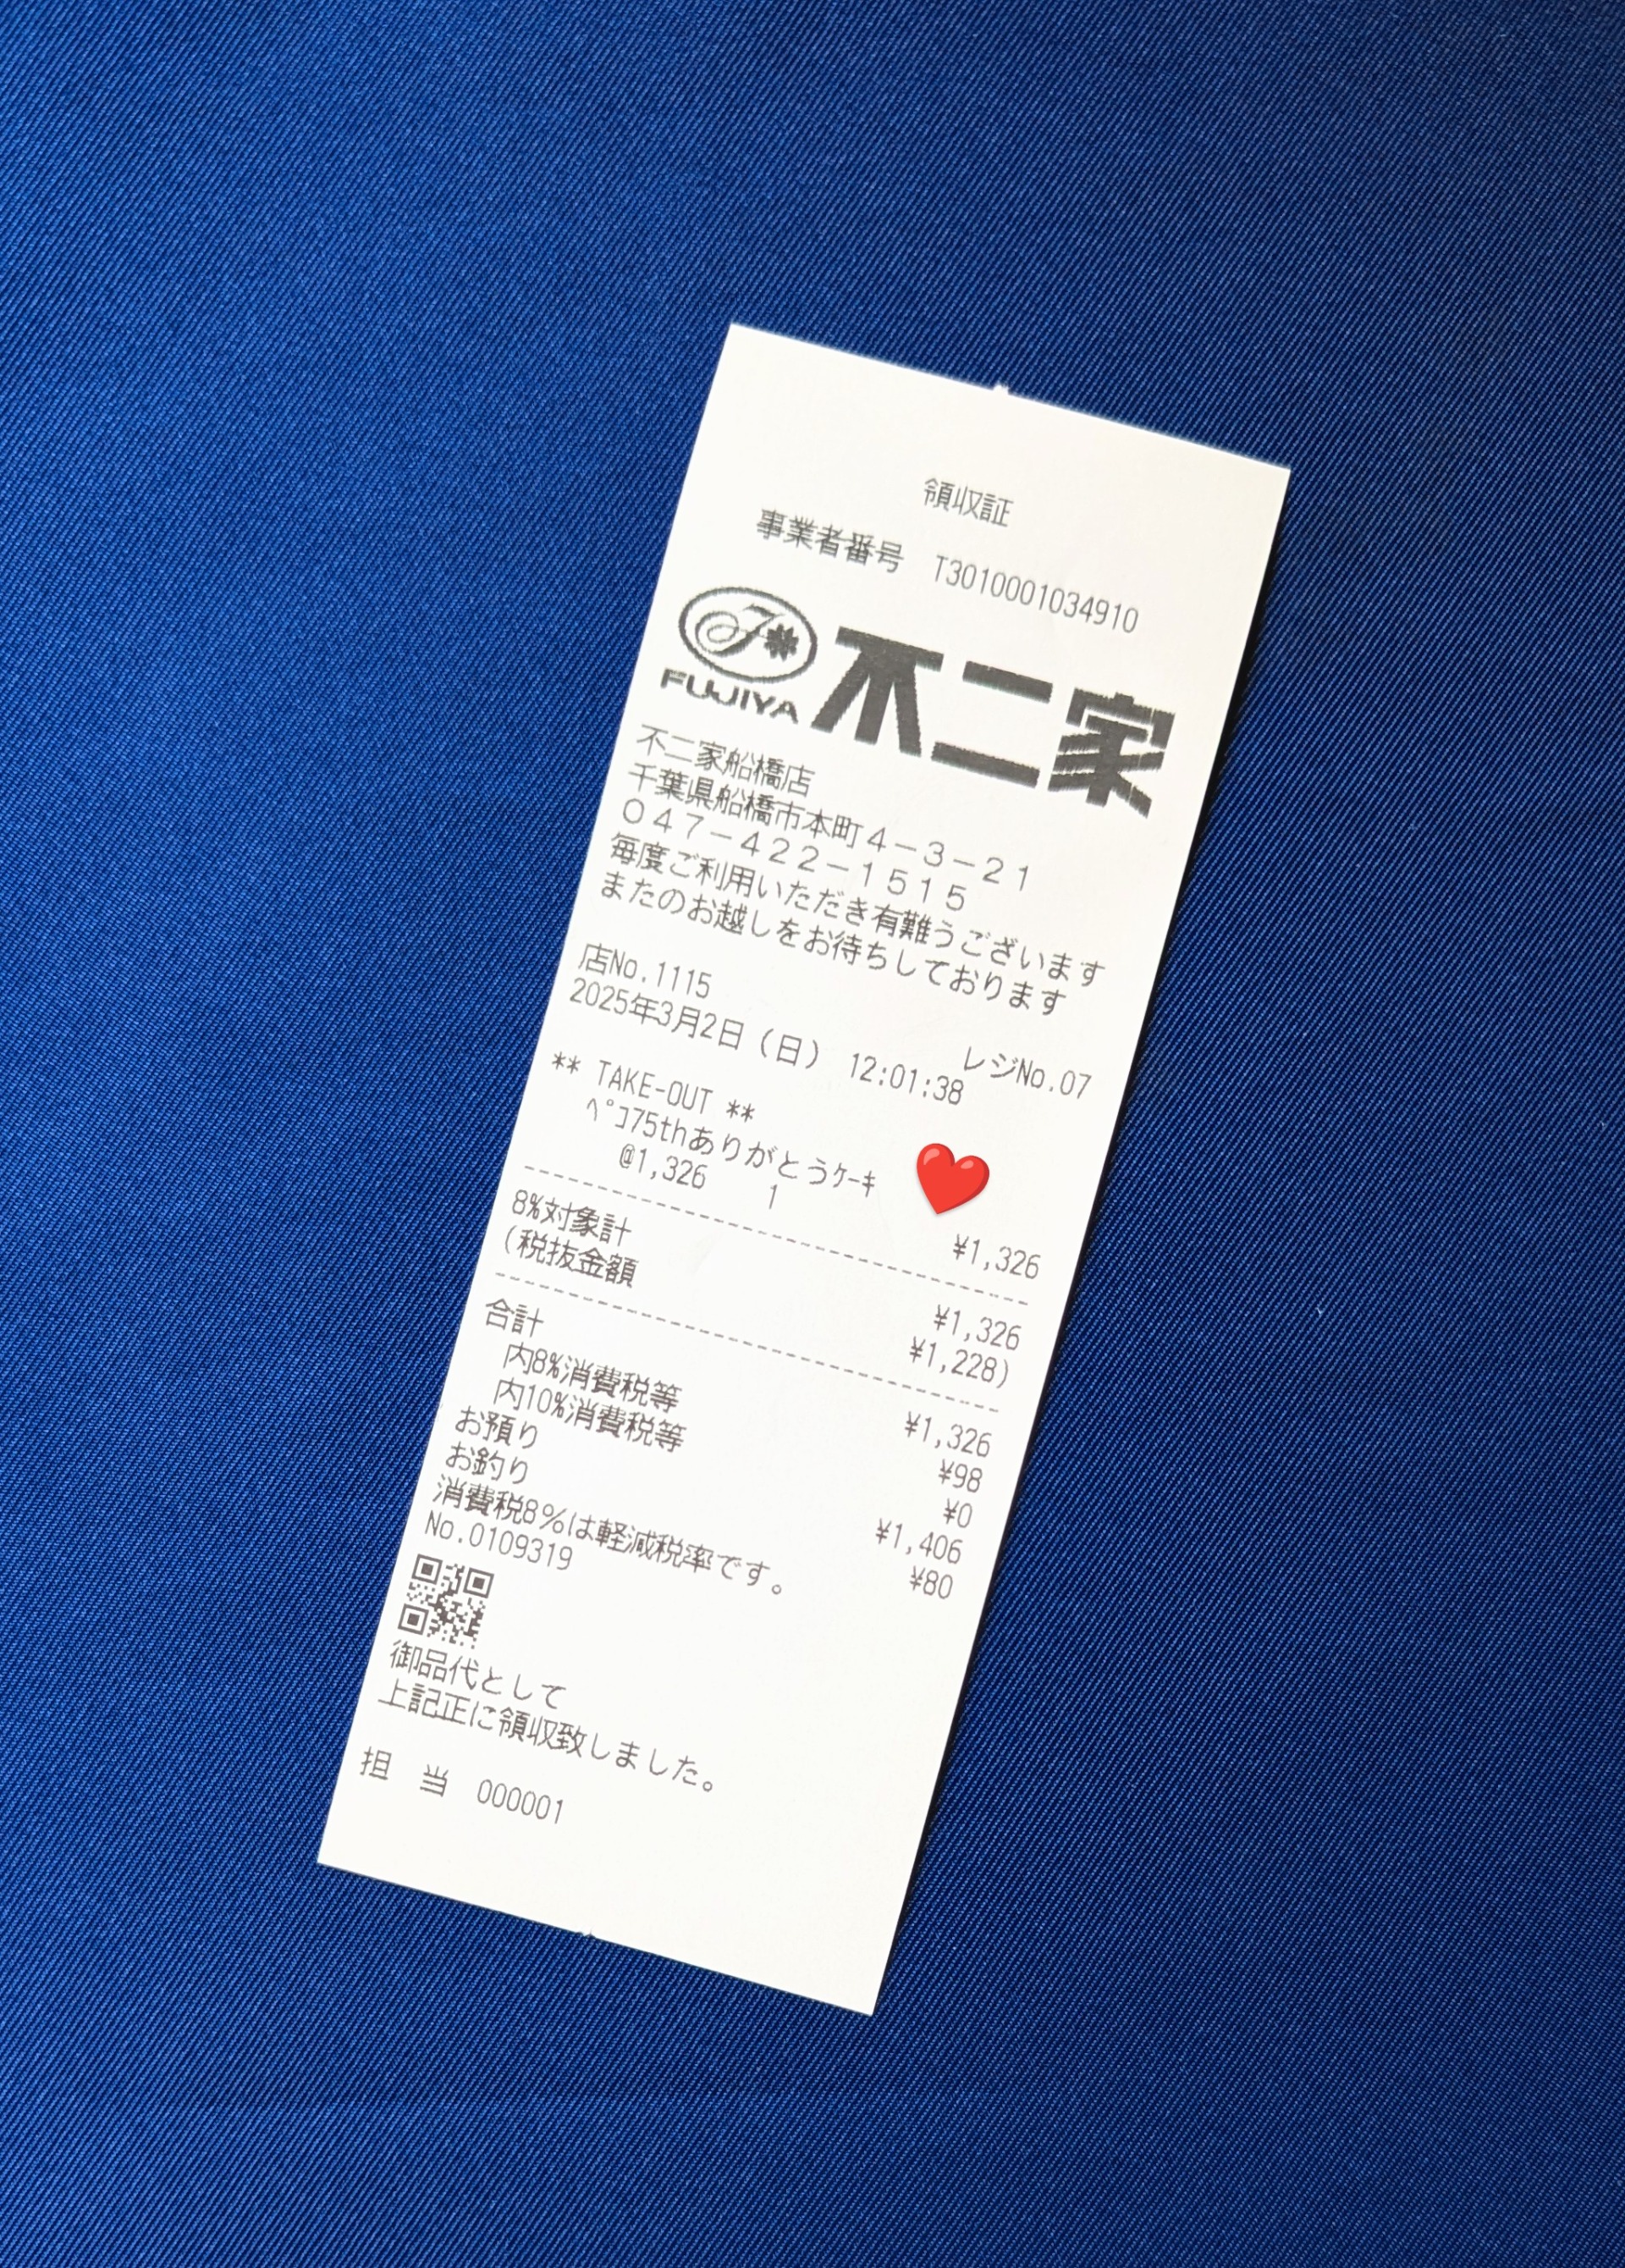 領収証
事業者番号 T3010001034910
FUJIYA 不二家
不二家船橋店
千葉県船橋市本町4-3-21
047-422-1515
毎度ご利用いただき有難うございます
またのお越しをお待ちしております
店No.1115 レジNo.07
2025年3月2日(日) 12:01:38
** TAKE-OUT **
ﾍﾟｺ75thありがとうｹｰｷ
@1,326 1 ¥1,326
8%対象計 ¥1,326
(税抜金額 ¥1,228)
合計 ¥1,326
内8%消費税等 ¥98
内10%消費税等 ¥0
お預り ¥1,406
お釣り ¥80
消費税8%は軽減税率です。
No.0109319
御品代として
上記正に領収致しました。
担 当 000001